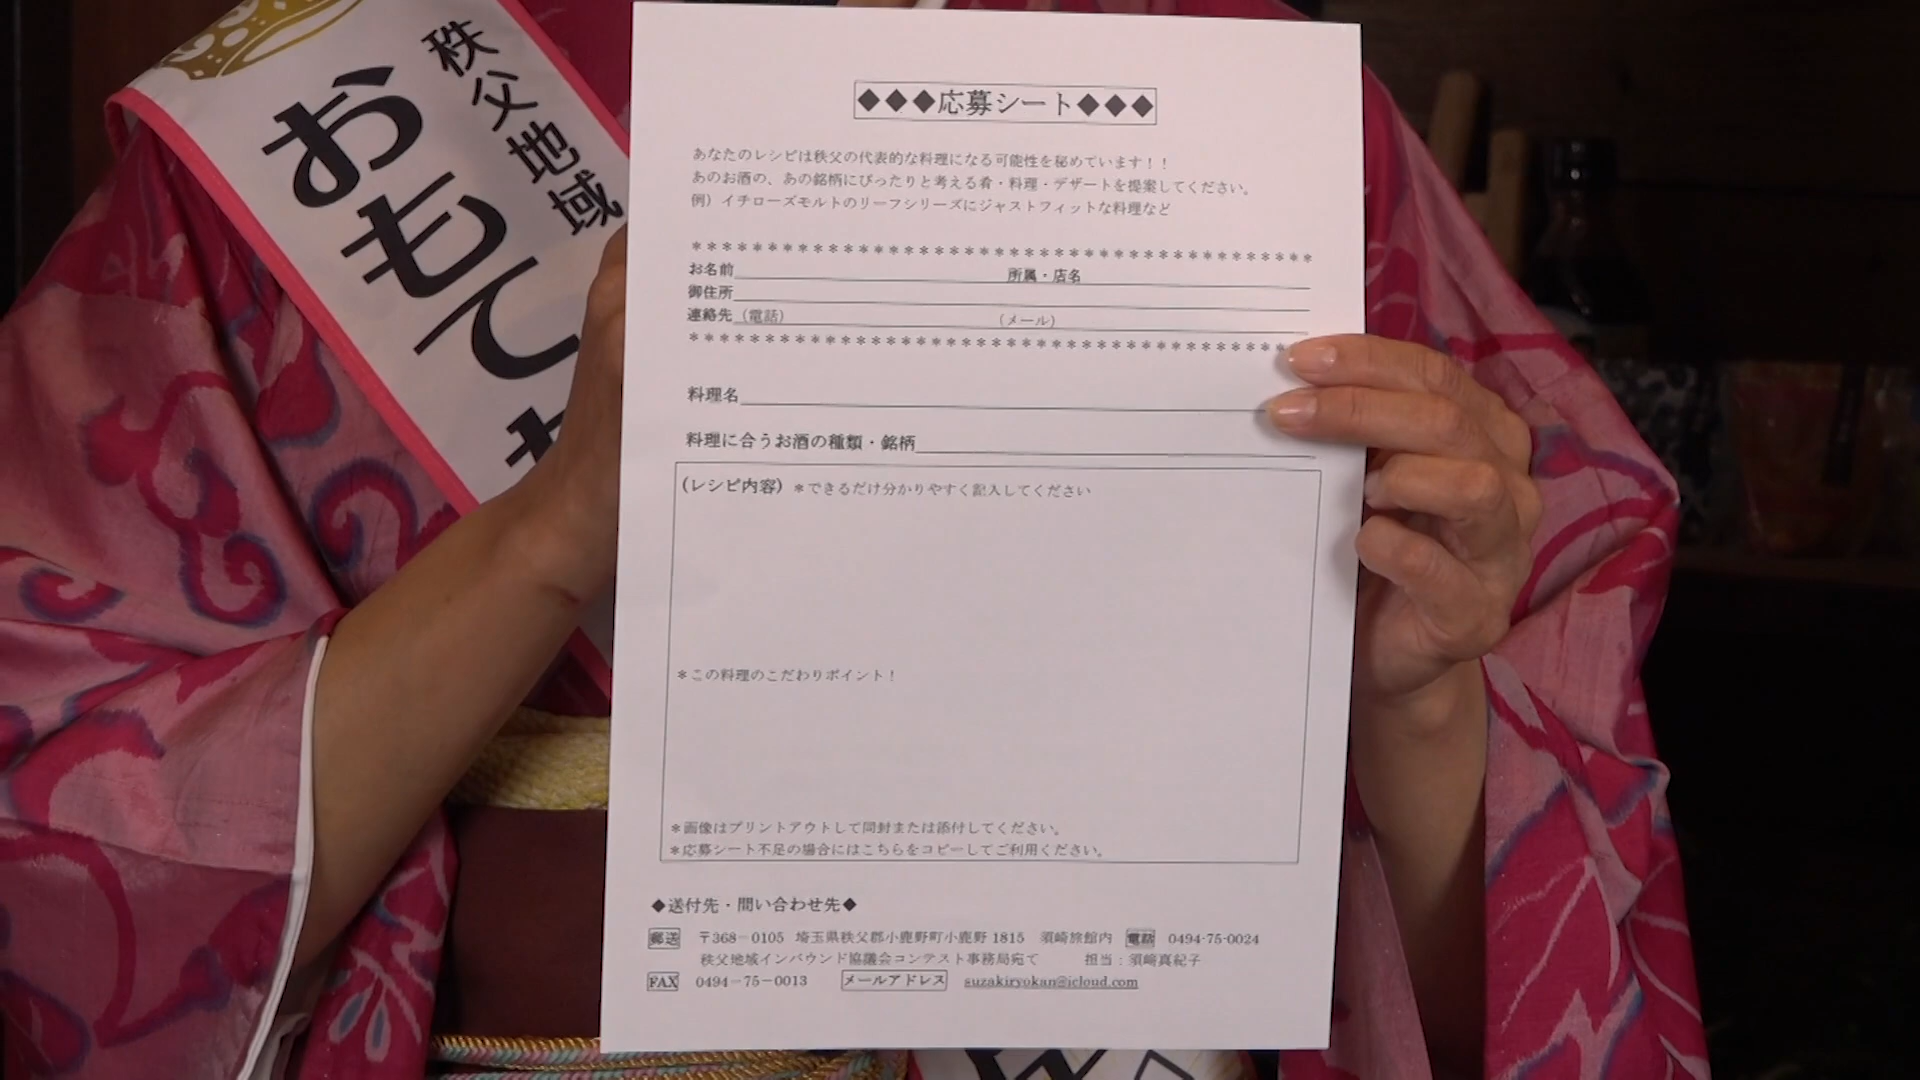 秩父地域
おもてな
◆◆◆応募シート◆◆◆
あなたのレシピは秩父の代表的な料理になる可能性を秘めています！！
あのお酒の、あの銘柄にぴったりと考える肴・料理・デザートを提案してください。
例）イチローズモルトのリーフシリーズにジャストフィットな料理など
＊＊＊＊＊＊＊＊＊＊＊＊＊＊＊＊＊＊＊＊＊＊＊＊＊＊＊＊＊＊＊＊＊＊＊＊＊＊＊＊＊
お名前 所属・店名
御住所
連絡先（電話） （メール）
＊＊＊＊＊＊＊＊＊＊＊＊＊＊＊＊＊＊＊＊＊＊＊＊＊＊＊＊＊＊＊＊＊＊＊＊＊＊＊＊
料理名
料理に合うお酒の種類・銘柄
（レシピ内容）＊できるだけ分かりやすく記入してください
＊この料理のこだわりポイント！
＊画像はプリントアウトして同封または添付してください。
＊応募シート不足の場合にはこちらをコピーしてご利用ください。
◆送付先・問い合わせ先◆
郵送 〒368－0105 埼玉県秩父郡小鹿野町小鹿野 1815 須崎旅館内 電話 0494-75-0024
秩父地域インバウンド協議会コンテスト事務局宛て 担当：須崎真紀子
FAX 0494－75－0013 メールアドレス suzakiryokan@icloud.com